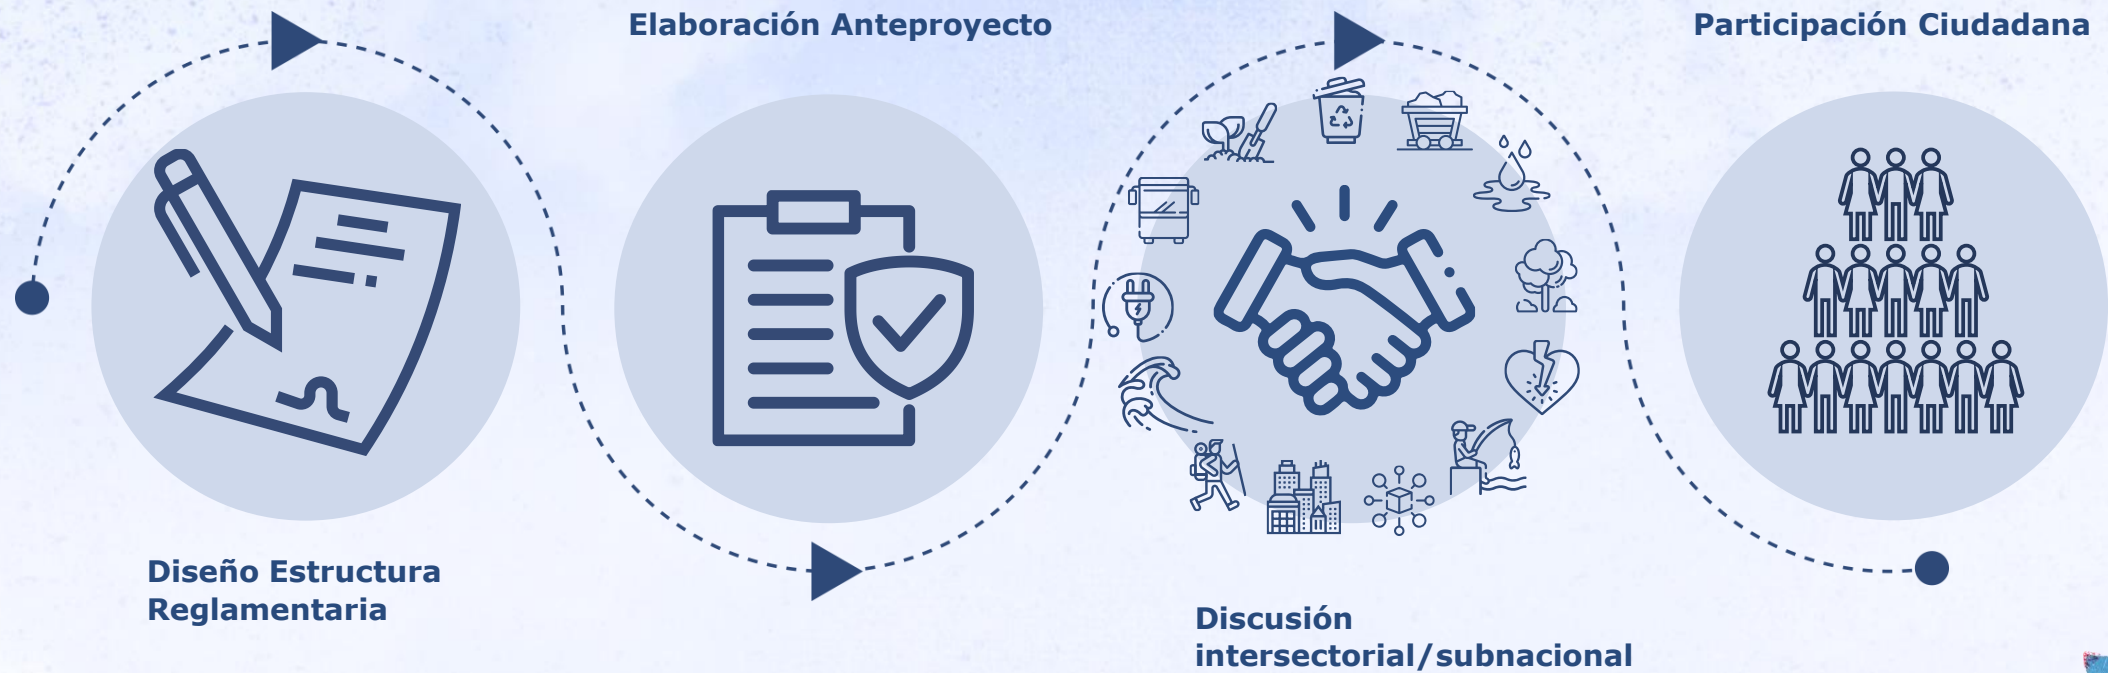 Diseño Estructura
Reglamentaria
Elaboración Anteproyecto
Discusión
intersectorial/subnacional
Participación Ciudadana